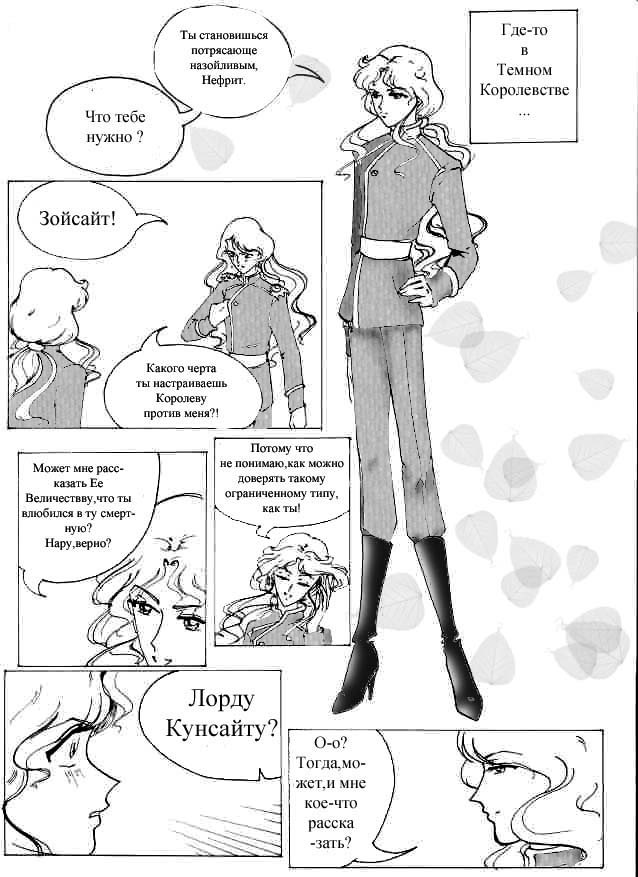 Где-то
в
Темном
Королевстве
...
Ты становишься
потрясающе
назойливым,
Нефрит.
Что тебе
нужно ?
Зойсайт!
Какого черта
ты настраиваешь
Королеву
против меня?!
Потому что
не понимаю,как можно
доверять такому
ограниченному типу,
как ты!
Может мне расс-
сказать Ее
Величествву,что ты
влюбился в ту смерт-
ную?
Нару,верно?
О-о?
Тогда,мо-
жет,и мне
кое-что
расска
-зать?
Лорду
Кунсайту?